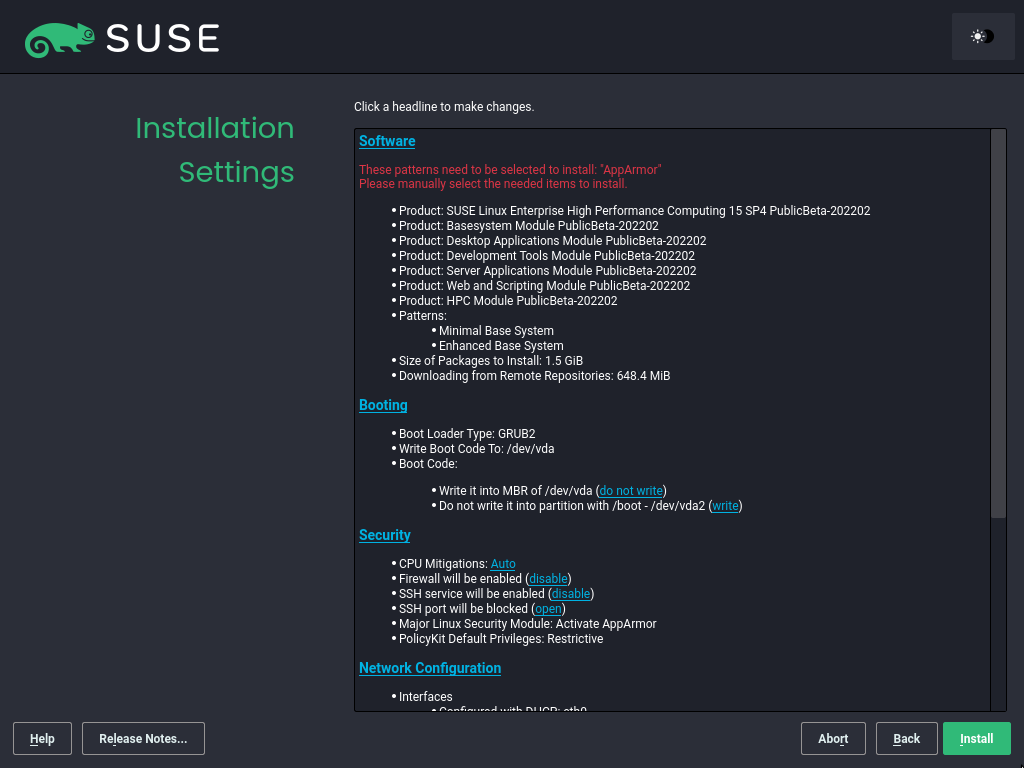 SUSE
Installation
Settings
Click a headline to make changes.
Software
These patterns need to be selected to install: "AppArmor"
Please manually select the needed items to install.
• Product: SUSE Linux Enterprise High Performance Computing 15 SP4 PublicBeta-202202
• Product: Basesystem Module PublicBeta-202202
• Product: Desktop Applications Module PublicBeta-202202
• Product: Development Tools Module PublicBeta-202202
• Product: Server Applications Module PublicBeta-202202
• Product: Web and Scripting Module PublicBeta-202202
• Product: HPC Module PublicBeta-202202
• Patterns:
• Minimal Base System
• Enhanced Base System
• Size of Packages to Install: 1.5 GiB
• Downloading from Remote Repositories: 648.4 MiB
Booting
• Boot Loader Type: GRUB2
• Write Boot Code To: /dev/vda
• Boot Code:
• Write it into MBR of /dev/vda (do not write)
• Do not write it into partition with /boot - /dev/vda2 (write)
Security
• CPU Mitigations: Auto
• Firewall will be enabled (disable)
• SSH service will be enabled (disable)
• SSH port will be blocked (open)
• Major Linux Security Module: Activate AppArmor
• PolicyKit Default Privileges: Restrictive
Network Configuration
• Interfaces
• Configured with DHCP: eth0
Help
Release Notes...
Abort
Back
Install